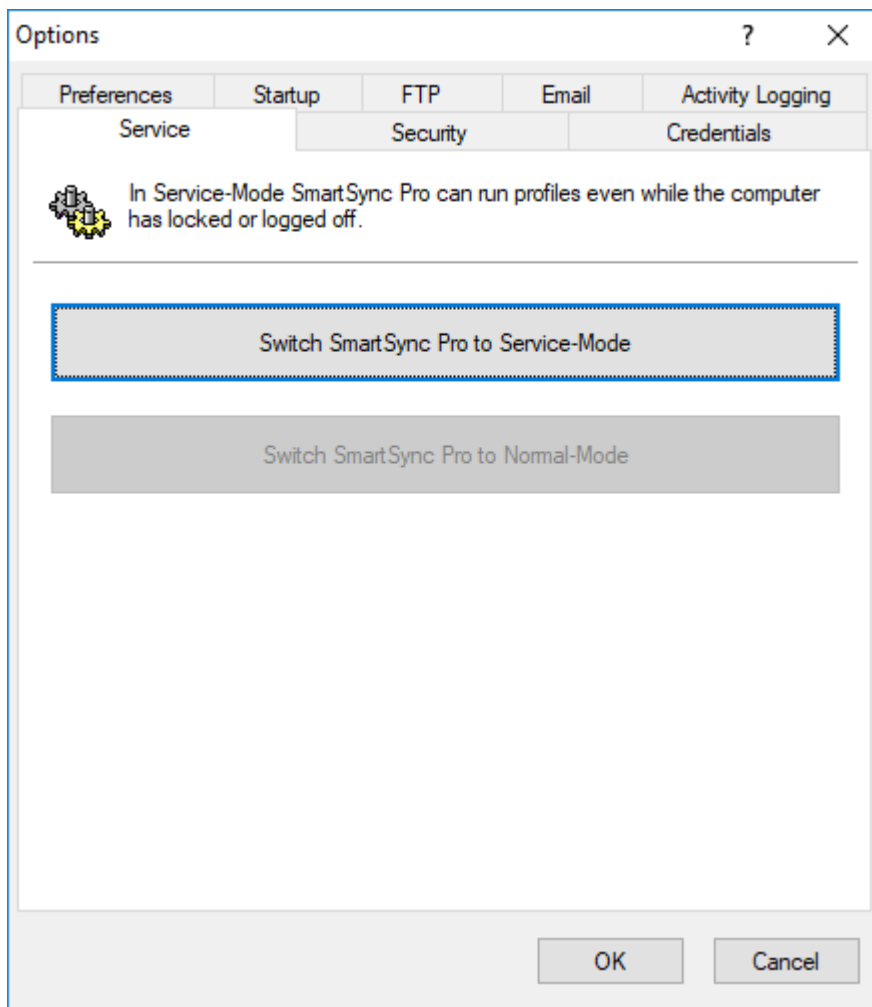 Options ?
Preferences Startup FTP Email Activity Logging
Service Security Credentials
In Service-Mode SmartSync Pro can run profiles even while the computer
has locked or logged off.
Switch SmartSync Pro to Service-Mode
Switch SmartSync Pro to Normal-Mode
OK Cancel